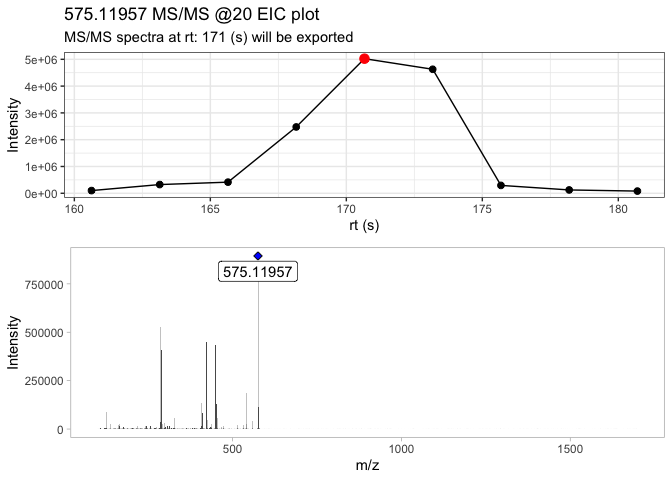 575.11957 MS/MS @20 EIC plot
MS/MS spectra at rt: 171 (s) will be exported
Intensity
5e+06
4e+06
3e+06
2e+06
1e+06
0e+00
160
165
170
175
180
rt (s)
575.11957
Intensity
750000
500000
250000
0
500
1000
1500
m/z